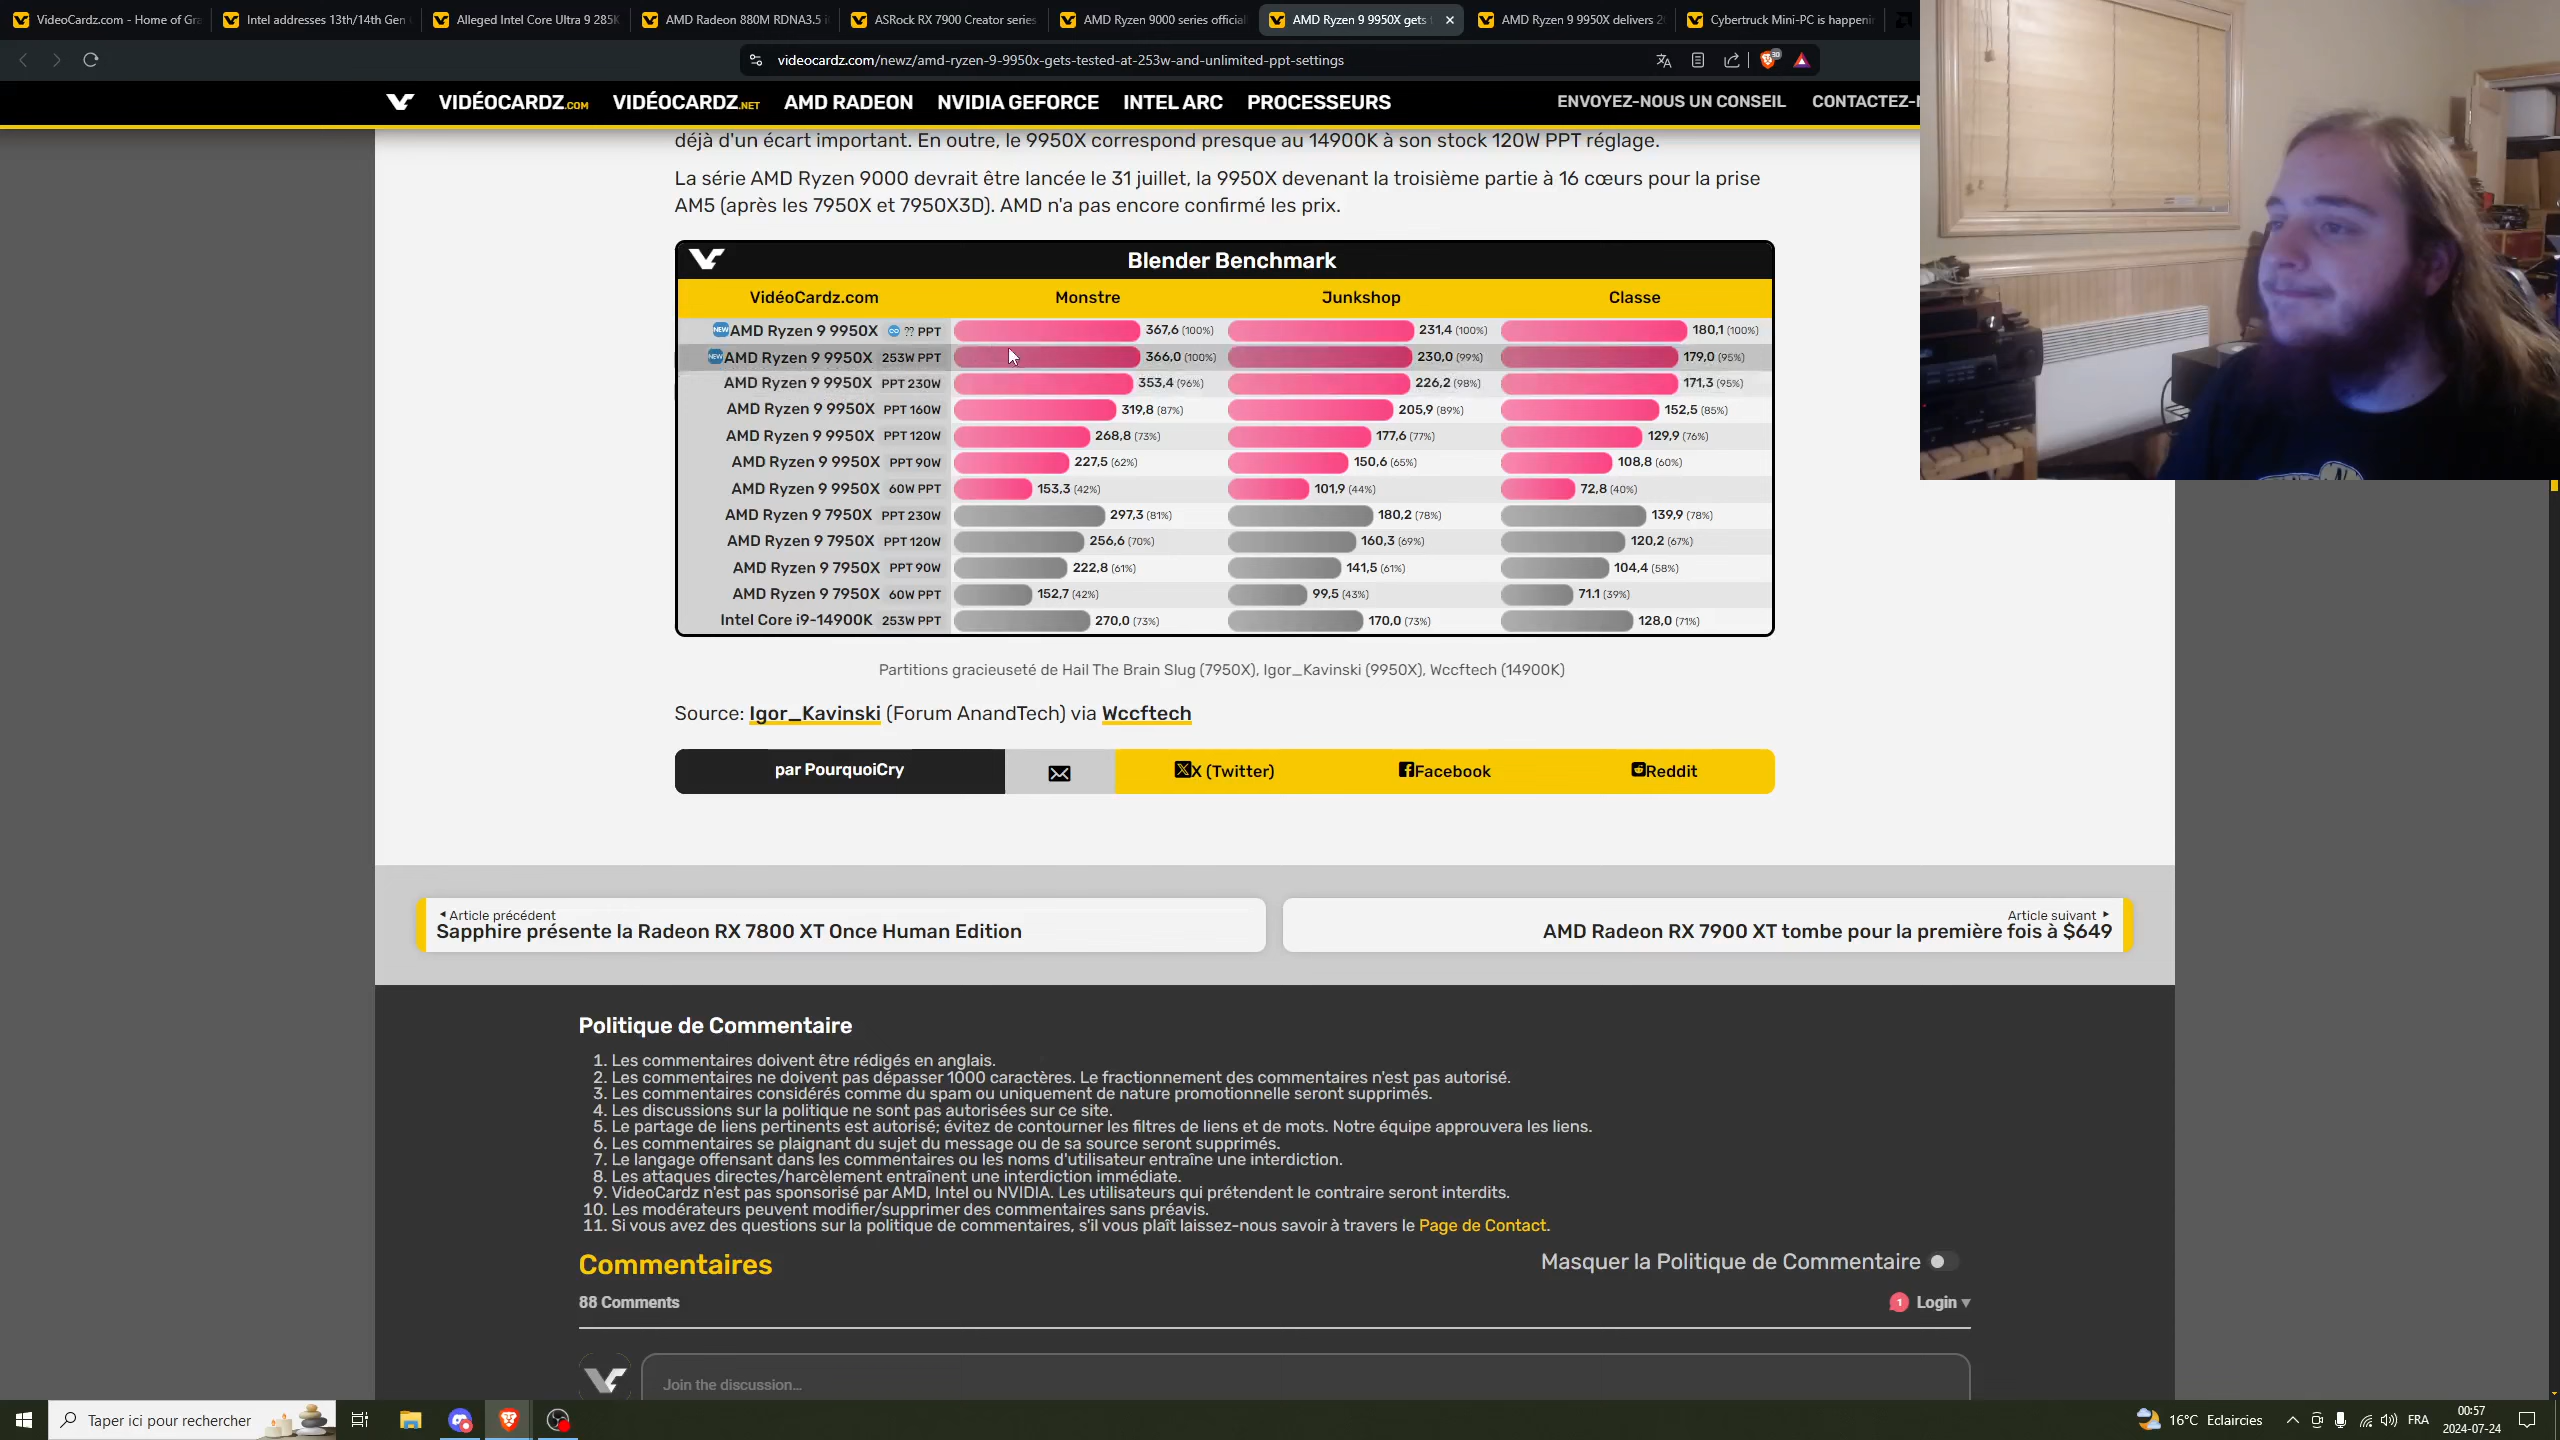 VideoCardz.com - Home of Gra
Intel addresses 13th/14th Gen
Alleged Intel Core Ultra 9 285K
AMD Radeon 880M RDNA3.5 i
ASRock RX 7900 Creator series
AMD Ryzen 9000 series official
AMD Ryzen 9 9950X gets
AMD Ryzen 9 9950X delivers 2
Cybertruck Mini-PC is happenin
videocardz.com/newz/amd-ryzen-9-9950x-gets-tested-at-253w-and-unlimited-ppt-settings
30
VIDÉOCARDZ.COM VIDÉOCARDZ.NET AMD RADEON NVIDIA GEFORCE INTEL ARC PROCESSEURS ENVOYEZ-NOUS UN CONSEIL CONTACTEZ-
déjà d'un écart important. En outre, le 9950X correspond presque au 14900K à son stock 120W PPT réglage.
La série AMD Ryzen 9000 devrait être lancée le 31 juillet, la 9950X devenant la troisième partie à 16 cœurs pour la prise
AM5 (après les 7950X et 7950X3D). AMD n'a pas encore confirmé les prix.
Blender Benchmark
VidéoCardz.com Monstre Junkshop Classe
NEW AMD Ryzen 9 9950X CO ?? PPT 367,6 (100%) 231,4 (100%) 180,1 (100%)
NEW AMD Ryzen 9 9950X 253W PPT 366,0 (100%) 230,0 (99%) 179,0 (95%)
AMD Ryzen 9 9950X PPT 230W 353,4 (96%) 226,2 (98%) 171,3 (95%)
AMD Ryzen 9 9950X PPT 160W 319,8 (87%) 205,9 (89%) 152,5 (85%)
AMD Ryzen 9 9950X PPT 120W 268,8 (73%) 177,6 (77%) 129,9 (76%)
AMD Ryzen 9 9950X PPT 90W 227,5 (62%) 150,6 (65%) 108,8 (60%)
AMD Ryzen 9 9950X 60W PPT 153,3 (42%) 101,9 (44%) 72,8 (40%)
AMD Ryzen 9 7950X PPT 230W 297,3 (81%) 180,2 (78%) 139,9 (78%)
AMD Ryzen 9 7950X PPT 120W 256,6 (70%) 160,3 (69%) 120,2 (67%)
AMD Ryzen 9 7950X PPT 90W 222,8 (61%) 141,5 (61%) 104,4 (58%)
AMD Ryzen 9 7950X 60W PPT 152,7 (42%) 99,5 (43%) 71.1 (39%)
Intel Core i9-14900K 253W PPT 270,0 (73%) 170,0 (73%) 128,0 (71%)
Partitions gracieuseté de Hail The Brain Slug (7950X), Igor_Kavinski (9950X), Wccftech (14900K)
Source: Igor_Kavinski (Forum AnandTech) via Wccftech
par PourquoiCry X (Twitter) Facebook Reddit
Article précédent
Sapphire présente la Radeon RX 7800 XT Once Human Edition
Article suivant
AMD Radeon RX 7900 XT tombe pour la première fois à $649
Politique de Commentaire
1. Les commentaires doivent être rédigés en anglais.
2. Les commentaires ne doivent pas dépasser 1000 caractères. Le fractionnement des commentaires n'est pas autorisé.
3. Les commentaires considérés comme du spam ou uniquement de nature promotionnelle seront supprimés.
4. Les discussions sur la politique ne sont pas autorisées sur ce site.
5. Le partage de liens pertinents est autorisé; évitez de contourner les filtres de liens et de mots. Notre équipe approuvera les liens.
6. Les commentaires se plaignant du sujet du message ou de sa source seront supprimés.
7. Le langage offensant dans les commentaires ou les noms d'utilisateur entraîne une interdiction.
8. Les attaques directes/harcèlement entraînent une interdiction immédiate.
9. VideoCardz n'est pas sponsorisé par AMD, Intel ou NVIDIA. Les utilisateurs qui prétendent le contraire seront interdits.
10. Les modérateurs peuvent modifier/supprimer des commentaires sans préavis.
11. Si vous avez des questions sur la politique de commentaires, s'il vous plaît laissez-nous savoir à travers le Page de Contact.
Commentaires
Masquer la Politique de Commentaire
88 Comments
1 Login
Join the discussion…
Taper ici pour rechercher
16°C Eclaircies
FRA
00:57
2024-07-24